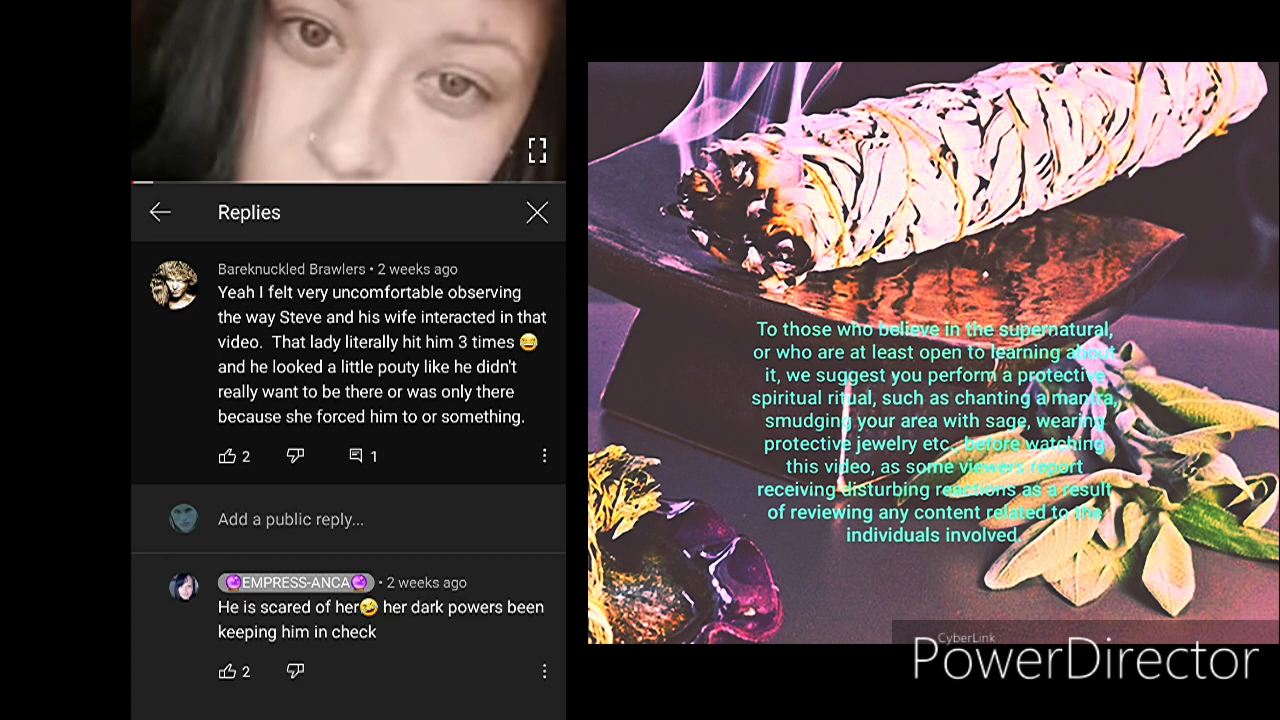 Replies
Bareknuckled Brawlers • 2 weeks ago
Yeah I felt very uncomfortable observing
the way Steve and his wife interacted in that
video. That lady literally hit him 3 times 😄
and he looked a little pouty like he didn't
really want to be there or was only there
because she forced him to or something.
2 1
Add a public reply...
🔮EMPRESS-ANCA🔮 • 2 weeks ago
He is scared of her🤣 her dark powers been
keeping him in check
2
To those who believe in the supernatural,
or who are at least open to learning about
it, we suggest you perform a protective
spiritual ritual, such as chanting a mantra,
smudging your area with sage, wearing
protective jewelry etc., before watching
this video, as some viewers report
receiving disturbing reactions as a result
of reviewing any content related to the
individuals involved.
CyberLink
PowerDirector